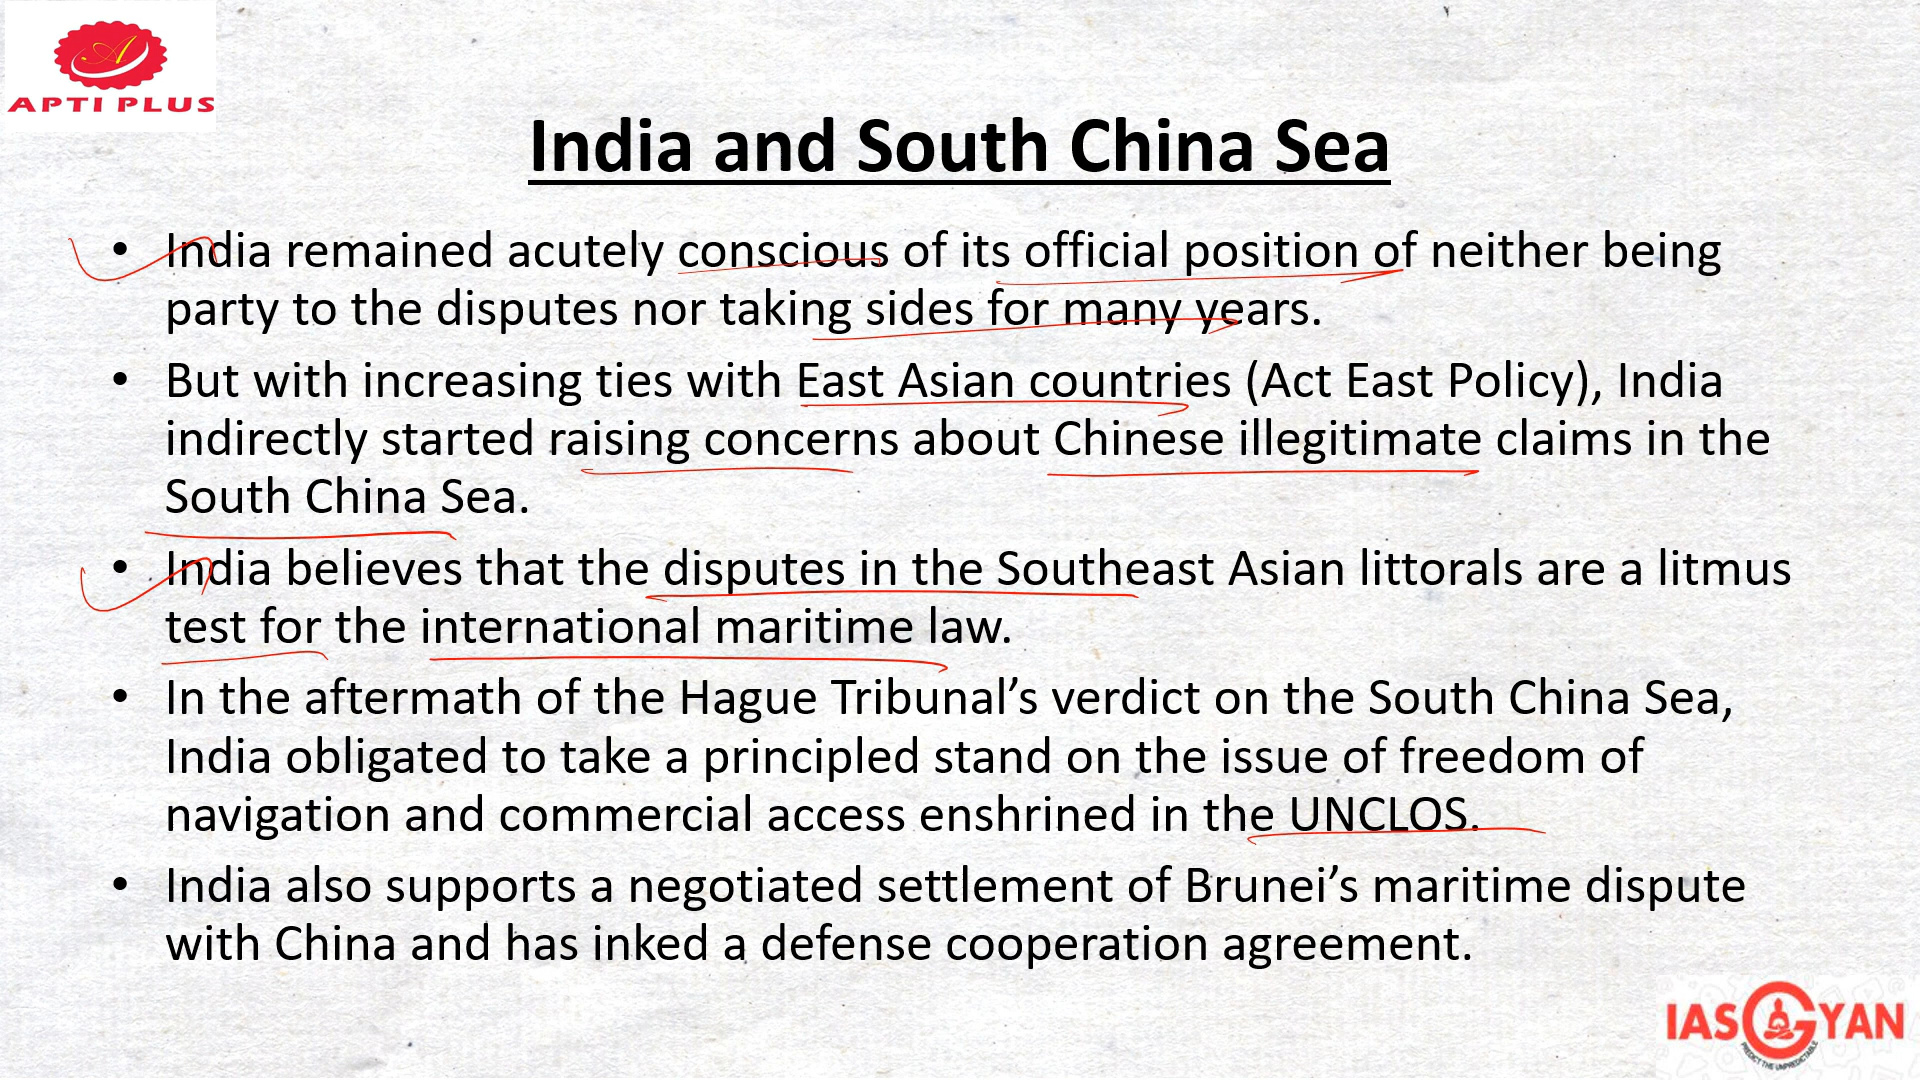 APTI PLUS
India and South China Sea
• India remained acutely conscious of its official position of neither being
party to the disputes nor taking sides for many years.
• But with increasing ties with East Asian countries (Act East Policy), India
indirectly started raising concerns about Chinese illegitimate claims in the
South China Sea.
• India believes that the disputes in the Southeast Asian littorals are a litmus
test for the international maritime law.
• In the aftermath of the Hague Tribunal’s verdict on the South China Sea,
India obligated to take a principled stand on the issue of freedom of
navigation and commercial access enshrined in the UNCLOS.
• India also supports a negotiated settlement of Brunei’s maritime dispute
with China and has inked a defense cooperation agreement.
IAS GYAN
PREDICT THE UNPREDICTABLE